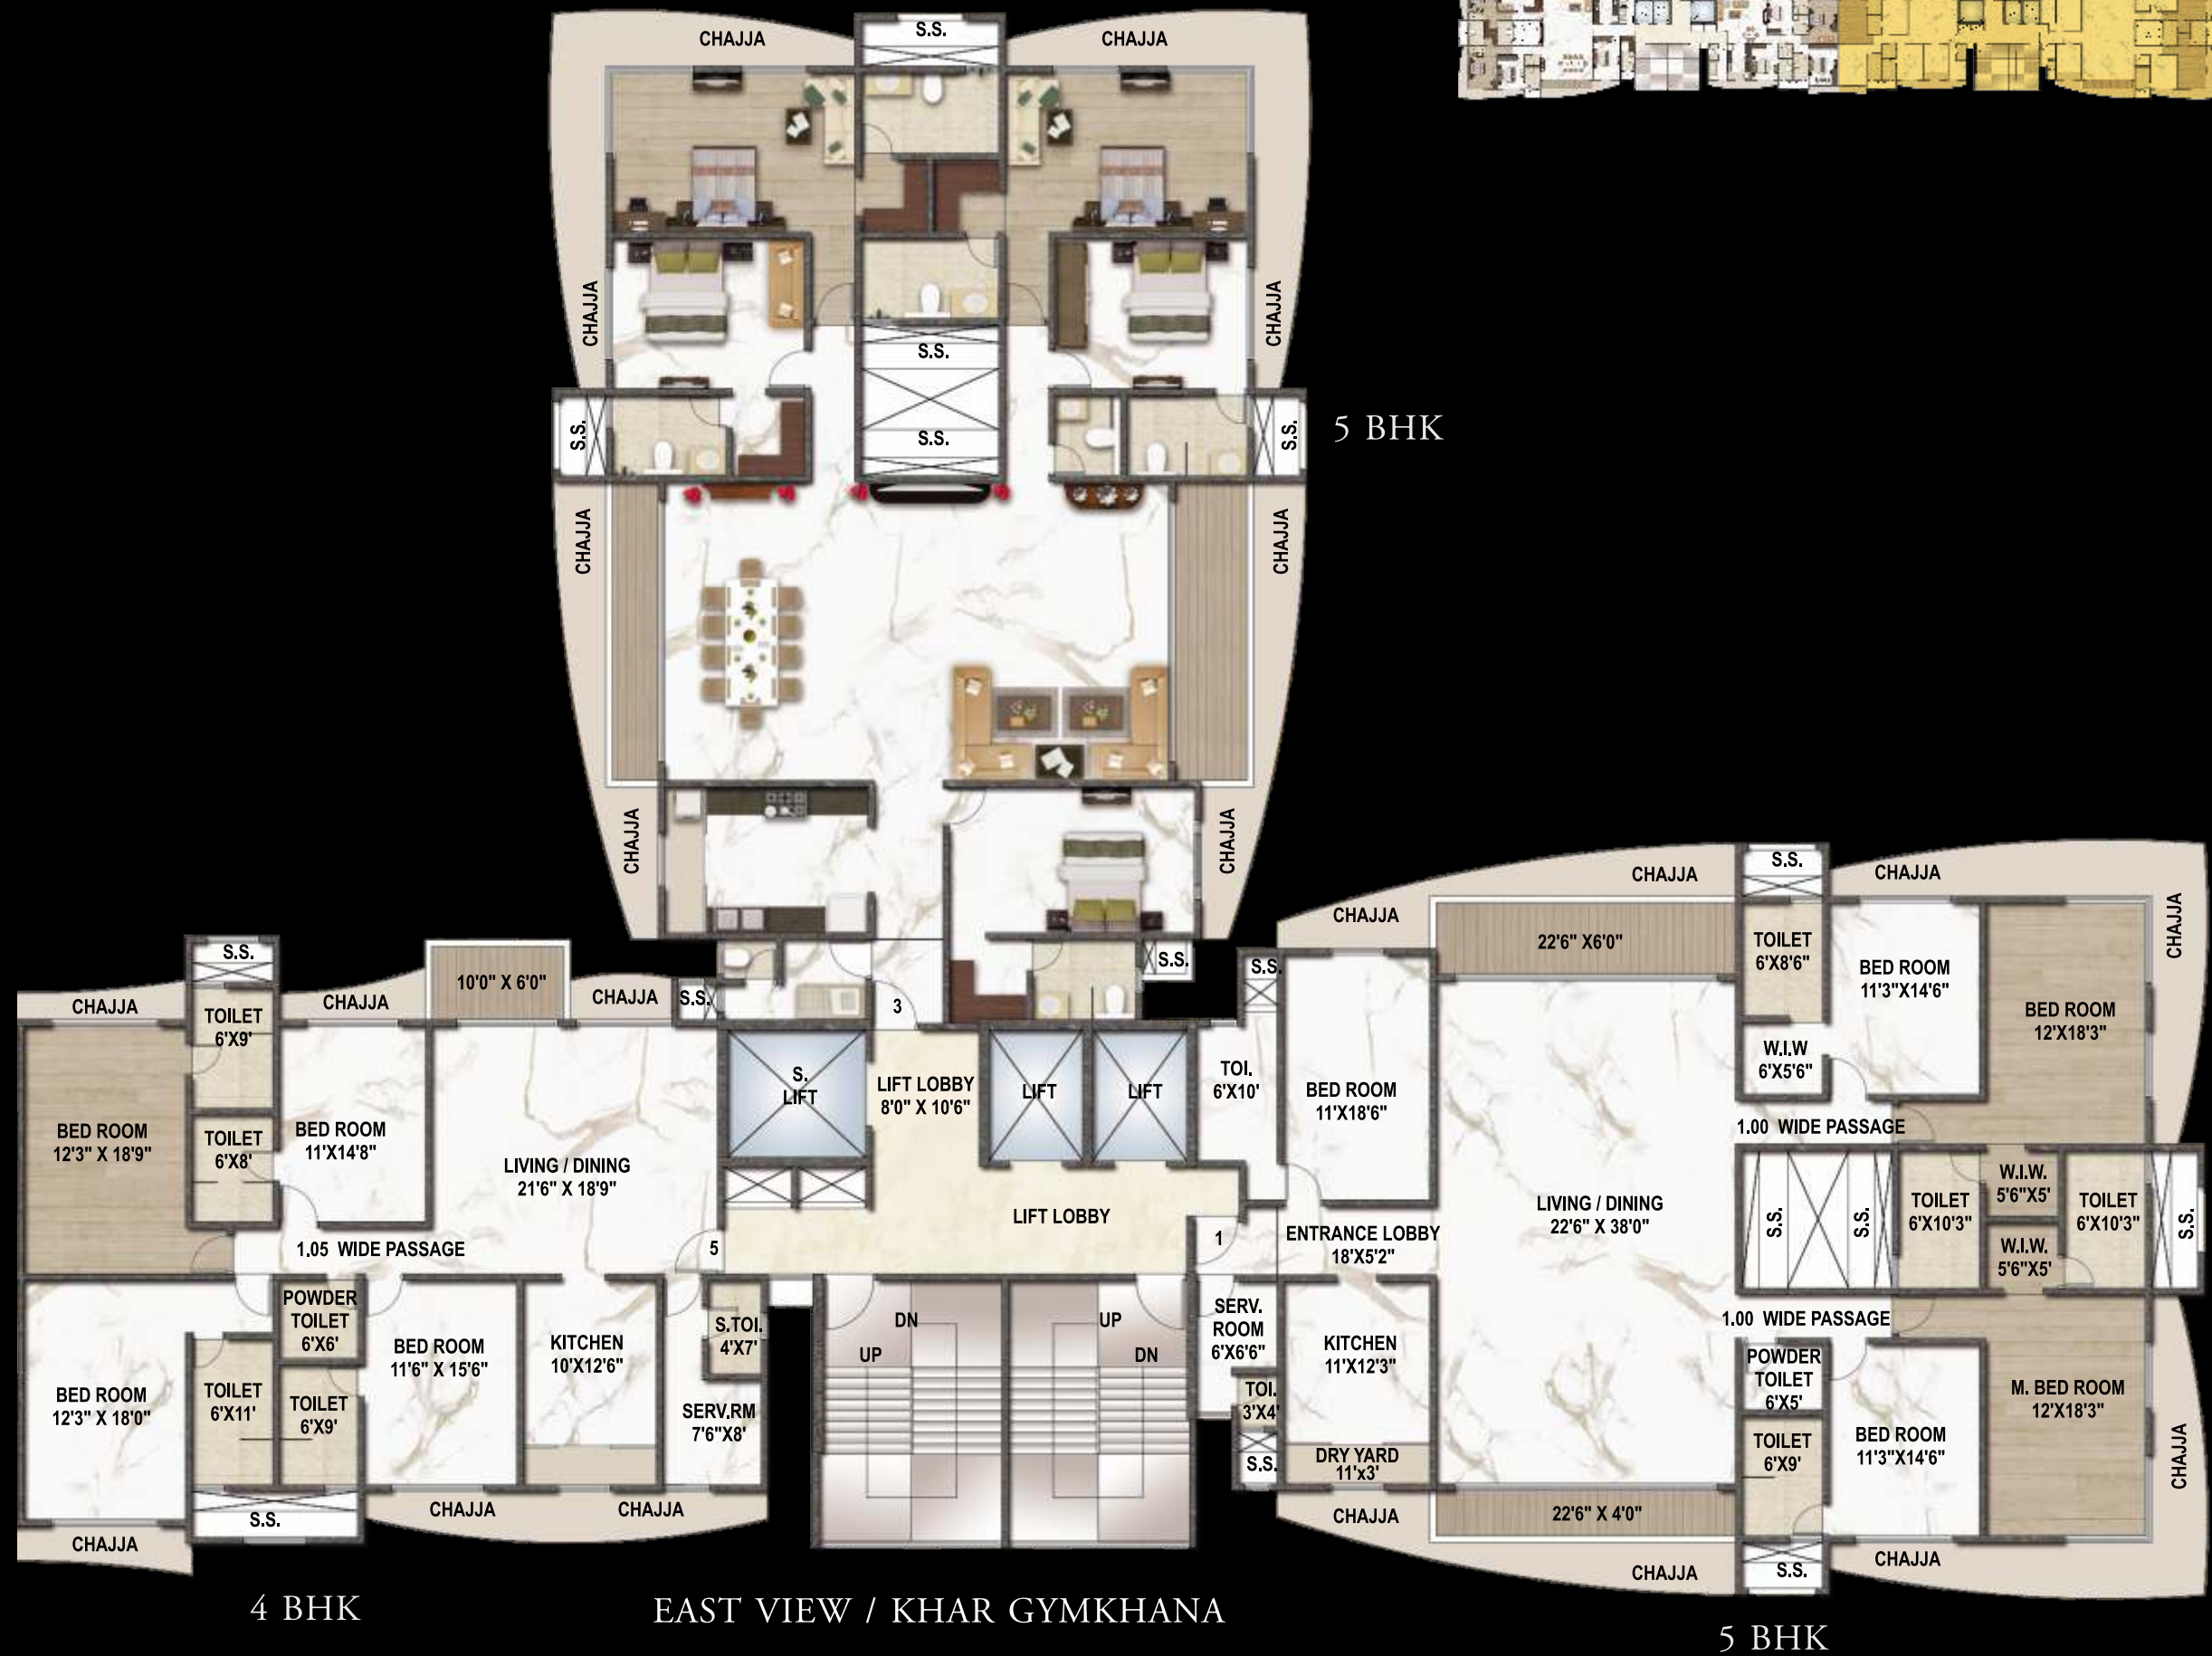 CHAJJA
S.S.
CHAJJA
CHAJJA
S.S.
CHAJJA
S.S.
S.S.
S.S.
5 BHK
CHAJJA
CHAJJA
CHAJJA
CHAJJA
S.S.
3
S.S.
CHAJJA
TOILET
6'X9'
CHAJJA
10'0" X 6'0"
CHAJJA
S.S.
BED ROOM
12'3" X 18'9"
TOILET
6'X8'
BED ROOM
11'X14'8"
LIVING / DINING
21'6" X 18'9"
1.05 WIDE PASSAGE
5
BED ROOM
12'3" X 18'0"
POWDER
TOILET
6'X6'
TOILET
6'X11'
TOILET
6'X9'
BED ROOM
11'6" X 15'6"
KITCHEN
10'X12'6"
S.TOI.
4'X7'
SERV.RM
7'6"X8'
S.S.
CHAJJA
CHAJJA
CHAJJA
4 BHK
S.
LIFT
LIFT LOBBY
8'0" X 10'6"
LIFT
LIFT
LIFT LOBBY
DN
UP
UP
DN
EAST VIEW / KHAR GYMKHANA
S.S.
TOI.
6'X10'
CHAJJA
BED ROOM
11'X18'6"
1
ENTRANCE LOBBY
18'X5'2"
SERV.
ROOM
6'X6'6"
TOI.
3'X4'
S.S.
KITCHEN
11'X12'3"
DRY YARD
11'x3'
CHAJJA
CHAJJA
22'6" X6'0"
LIVING / DINING
22'6" X 38'0"
22'6" X 4'0"
CHAJJA
S.S.
CHAJJA
CHAJJA
TOILET
6'X8'6"
BED ROOM
11'3"X14'6"
W.I.W
6'X5'6"
BED ROOM
12'X18'3"
1.00 WIDE PASSAGE
S.S.
S.S.
TOILET
6'X10'3"
W.I.W.
5'6"X5'
W.I.W.
5'6"X5'
TOILET
6'X10'3"
S.S.
1.00 WIDE PASSAGE
POWDER
TOILET
6'X5'
TOILET
6'X9'
BED ROOM
11'3"X14'6"
M. BED ROOM
12'X18'3"
CHAJJA
S.S.
CHAJJA
5 BHK